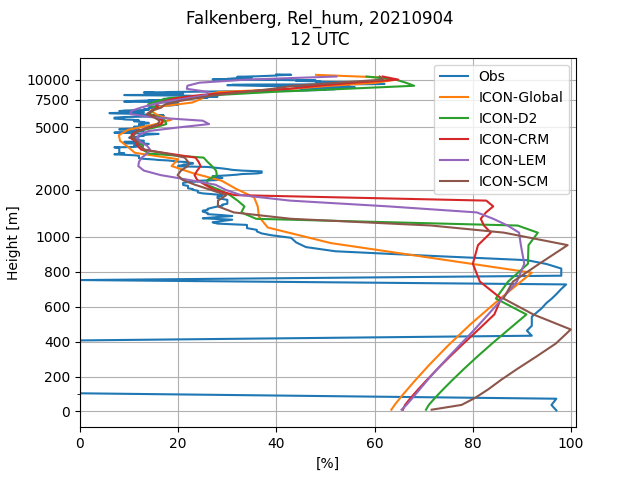 Falkenberg, Rel_hum, 20210904
12 UTC
Obs
ICON-Global
ICON-D2
ICON-CRM
ICON-LEM
ICON-SCM
Height [m]
10000
7500
5000
2000
1000
800
600
400
200
0
0 20 40 60 80 100
[%]